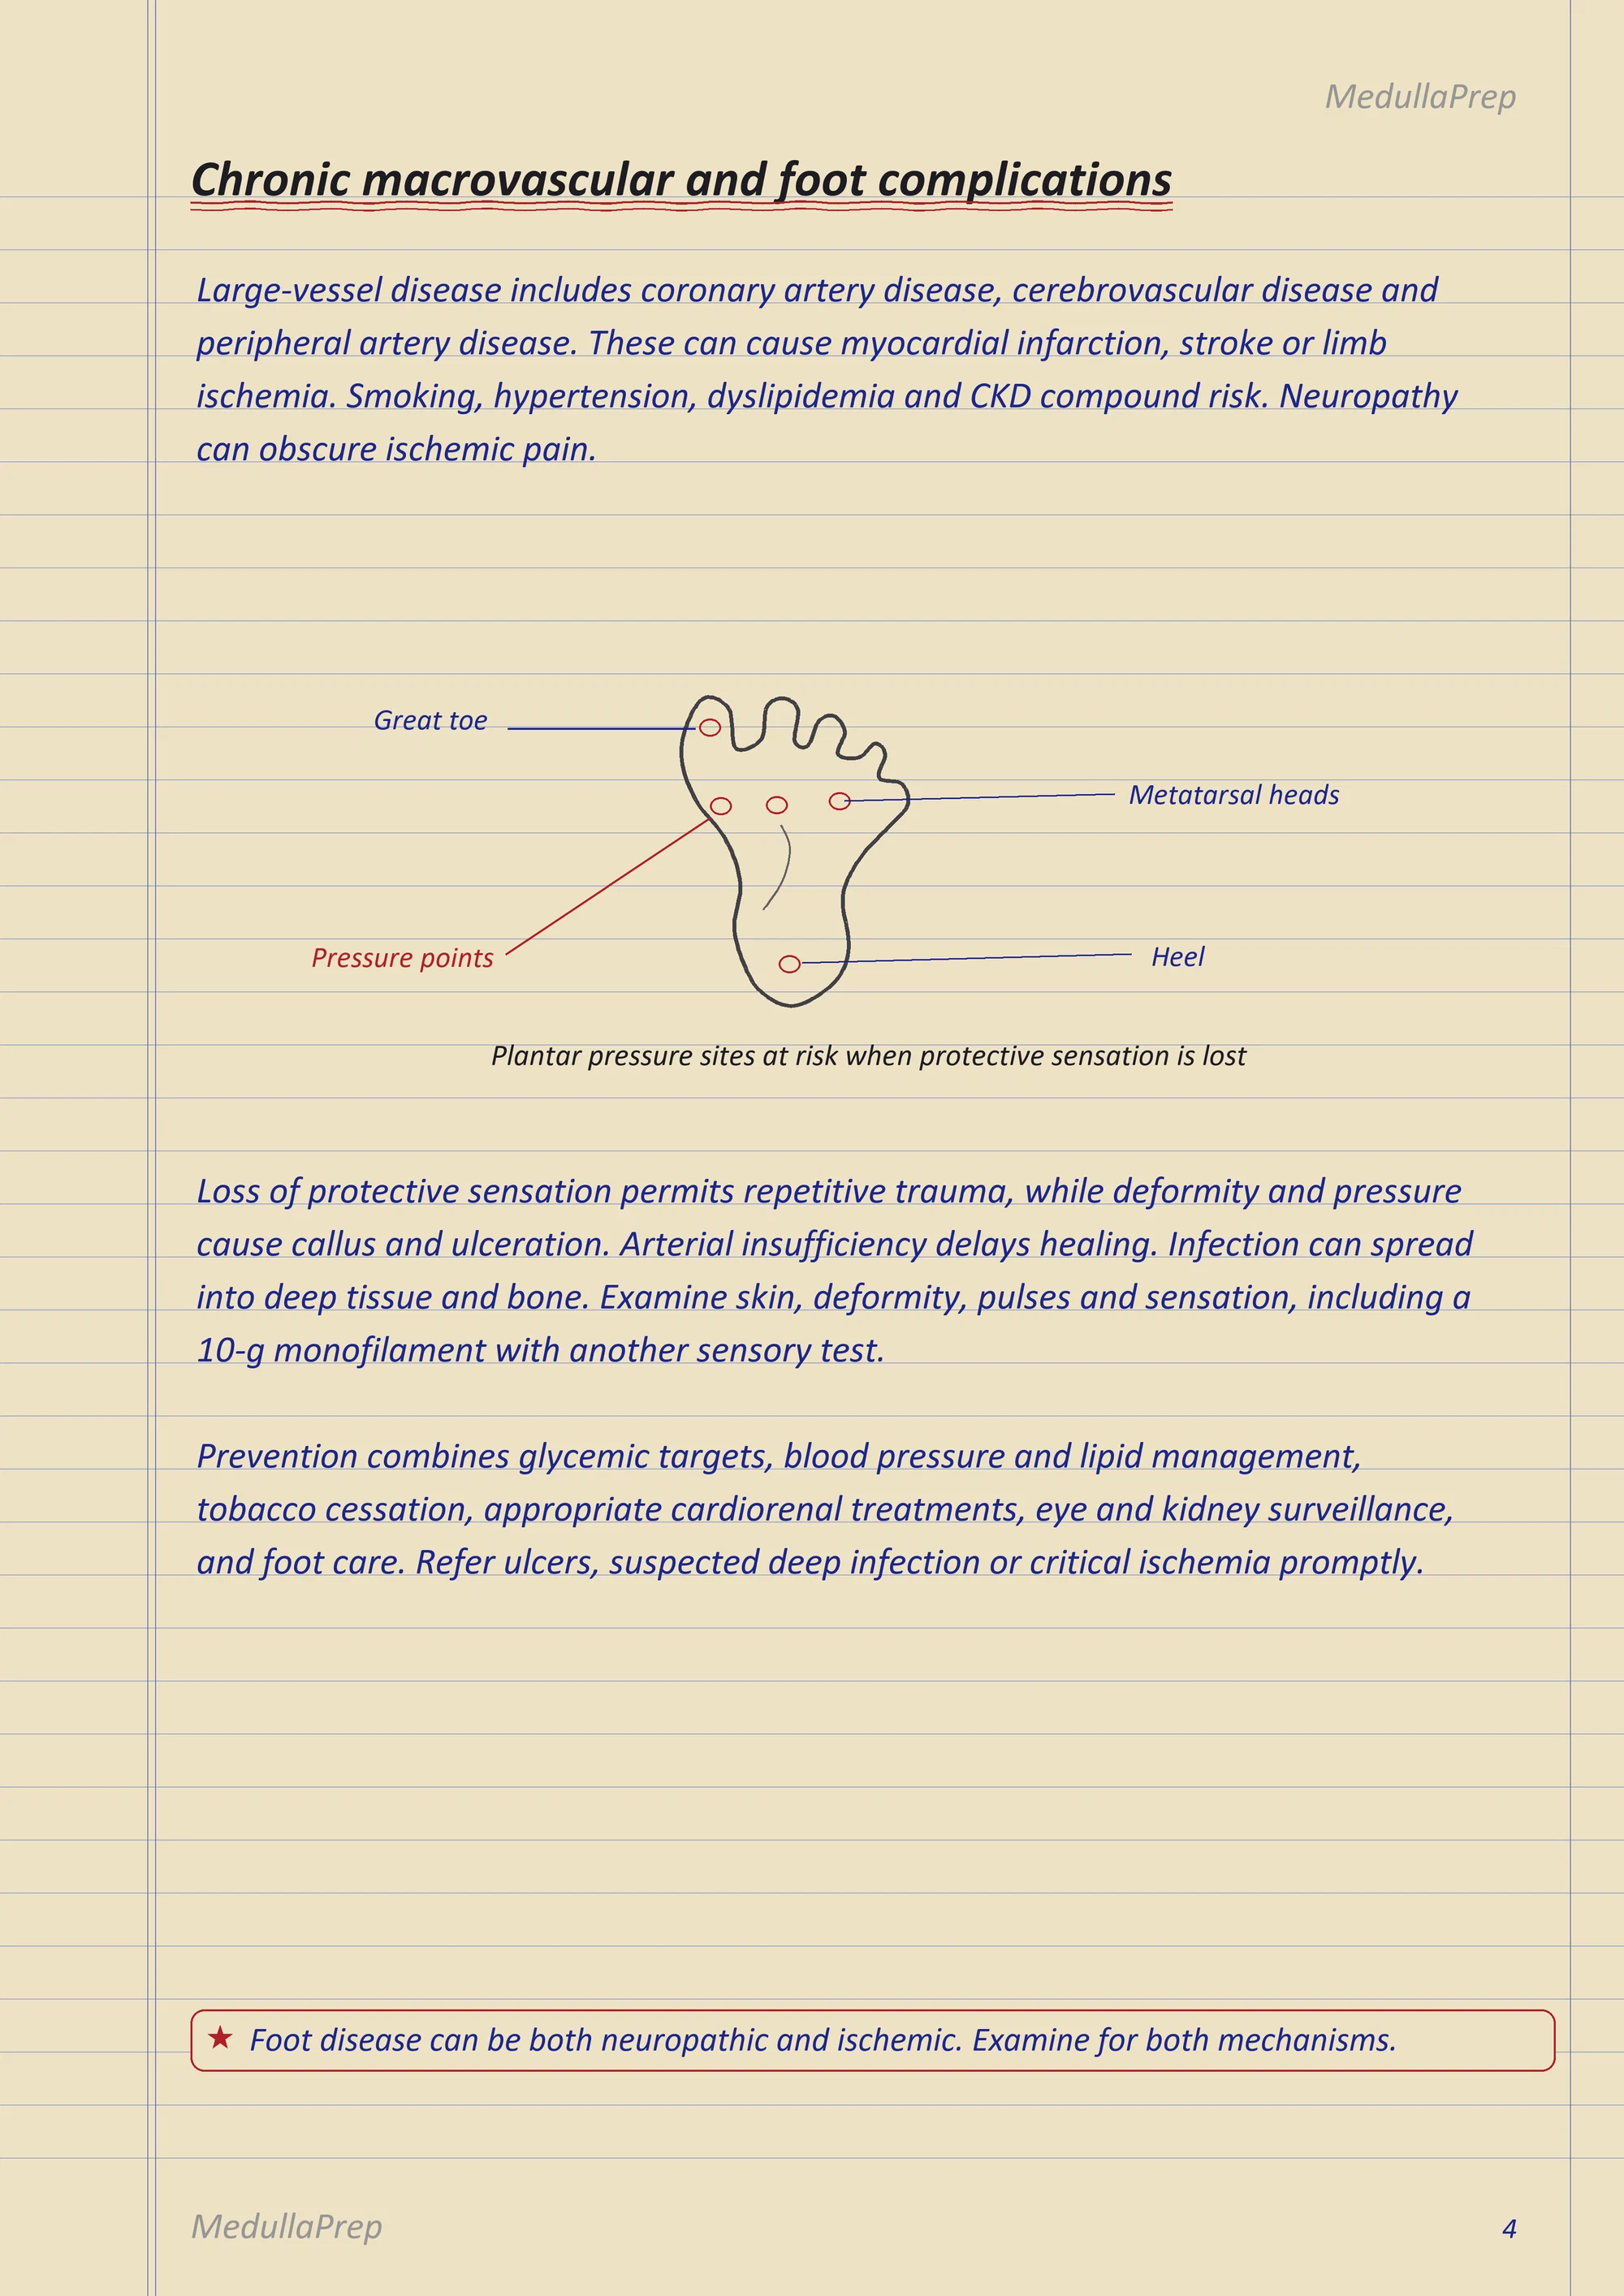 MedullaPrep
Chronic macrovascular and foot complications
Large-vessel disease includes coronary artery disease, cerebrovascular disease and
peripheral artery disease. These can cause myocardial infarction, stroke or limb
ischemia. Smoking, hypertension, dyslipidemia and CKD compound risk. Neuropathy
can obscure ischemic pain.
Great toe
Metatarsal heads
Pressure points
Heel
Plantar pressure sites at risk when protective sensation is lost
Loss of protective sensation permits repetitive trauma, while deformity and pressure
cause callus and ulceration. Arterial insufficiency delays healing. Infection can spread
into deep tissue and bone. Examine skin, deformity, pulses and sensation, including a
10-g monofilament with another sensory test.
Prevention combines glycemic targets, blood pressure and lipid management,
tobacco cessation, appropriate cardiorenal treatments, eye and kidney surveillance,
and foot care. Refer ulcers, suspected deep infection or critical ischemia promptly.
★ Foot disease can be both neuropathic and ischemic. Examine for both mechanisms.
MedullaPrep
4